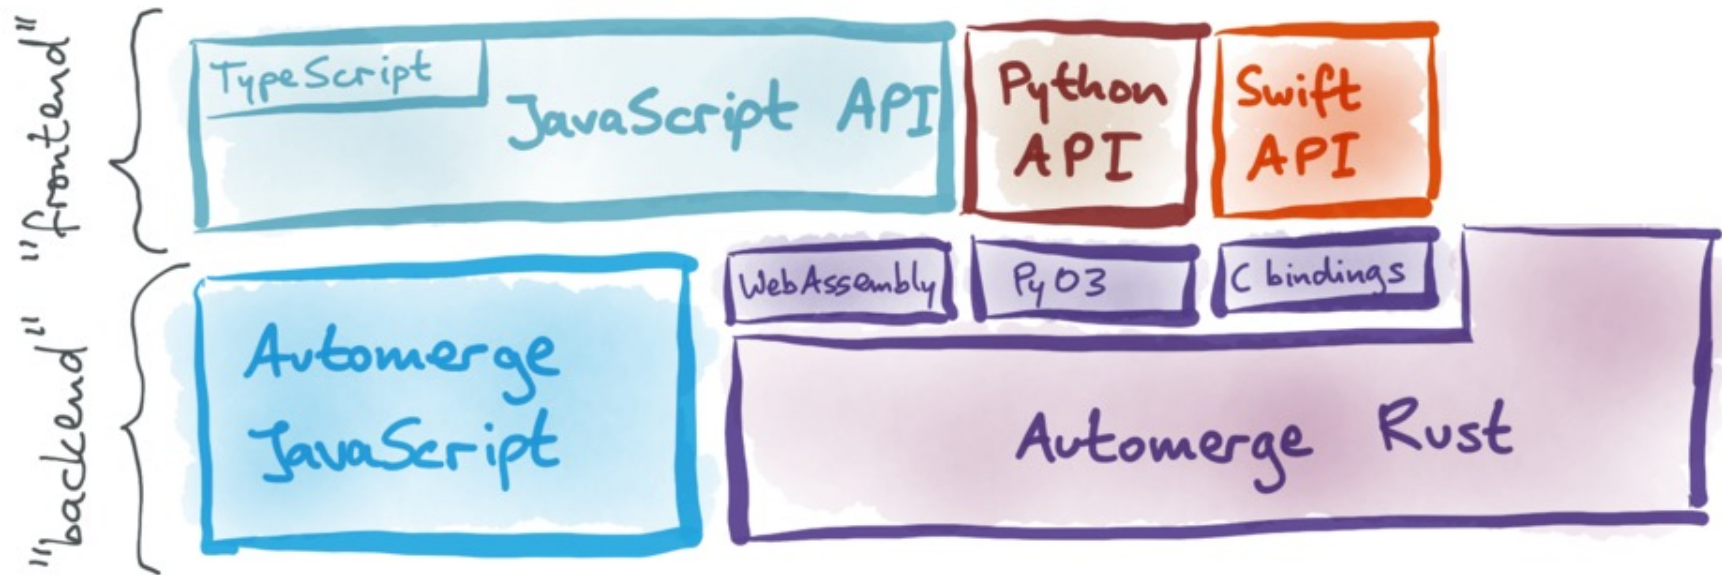 "frontend"
TypeScript
JavaScript API
Python
API
Swift
API
"backend"
Automerge
JavaScript
WebAssembly
PyO3
C bindings
Automerge Rust